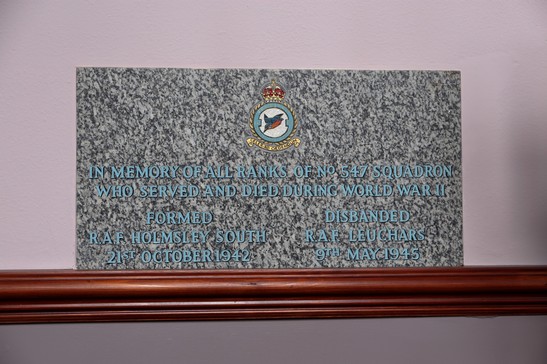 IN MEMORY OF ALL RANKS OF No 547 SQUADRON
WHO SERVED AND DIED DURING WORLD WAR II
FORMED
R.A.F. HOLMSLEY SOUTH
21ST OCTOBER 1942
DISBANDED
R.A.F. LEUCHARS
9TH MAY 1945